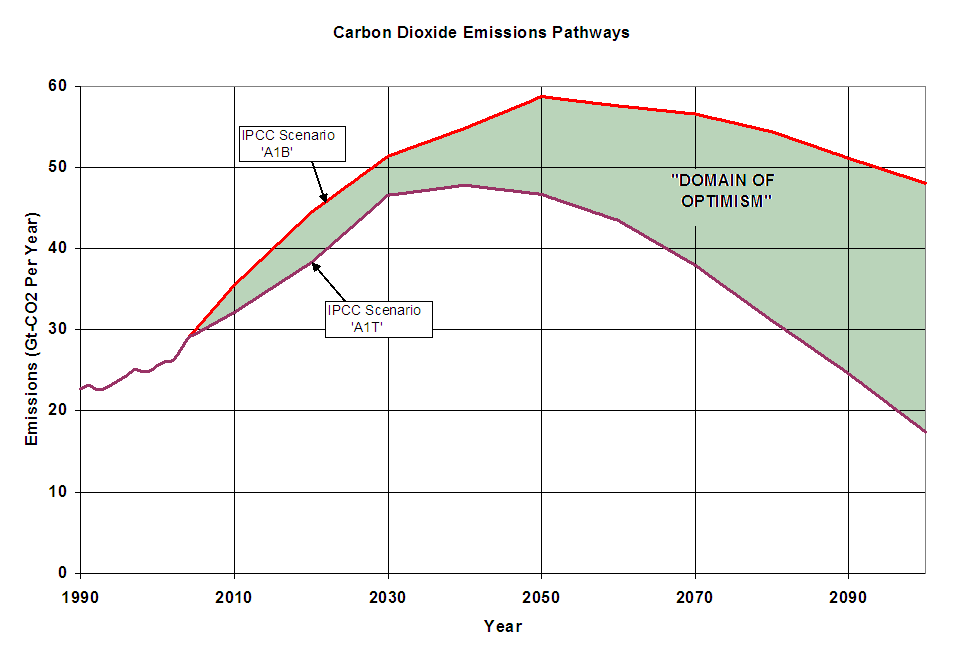 Carbon Dioxide Emissions Pathways
Emissions (Gt-CO2 Per Year)
60
50
40
30
20
10
0
IPCC Scenario
'A1B'
"DOMAIN OF
OPTIMISM"
IPCC Scenario
'A1T'
1990
2010
2030
2050
2070
2090
Year